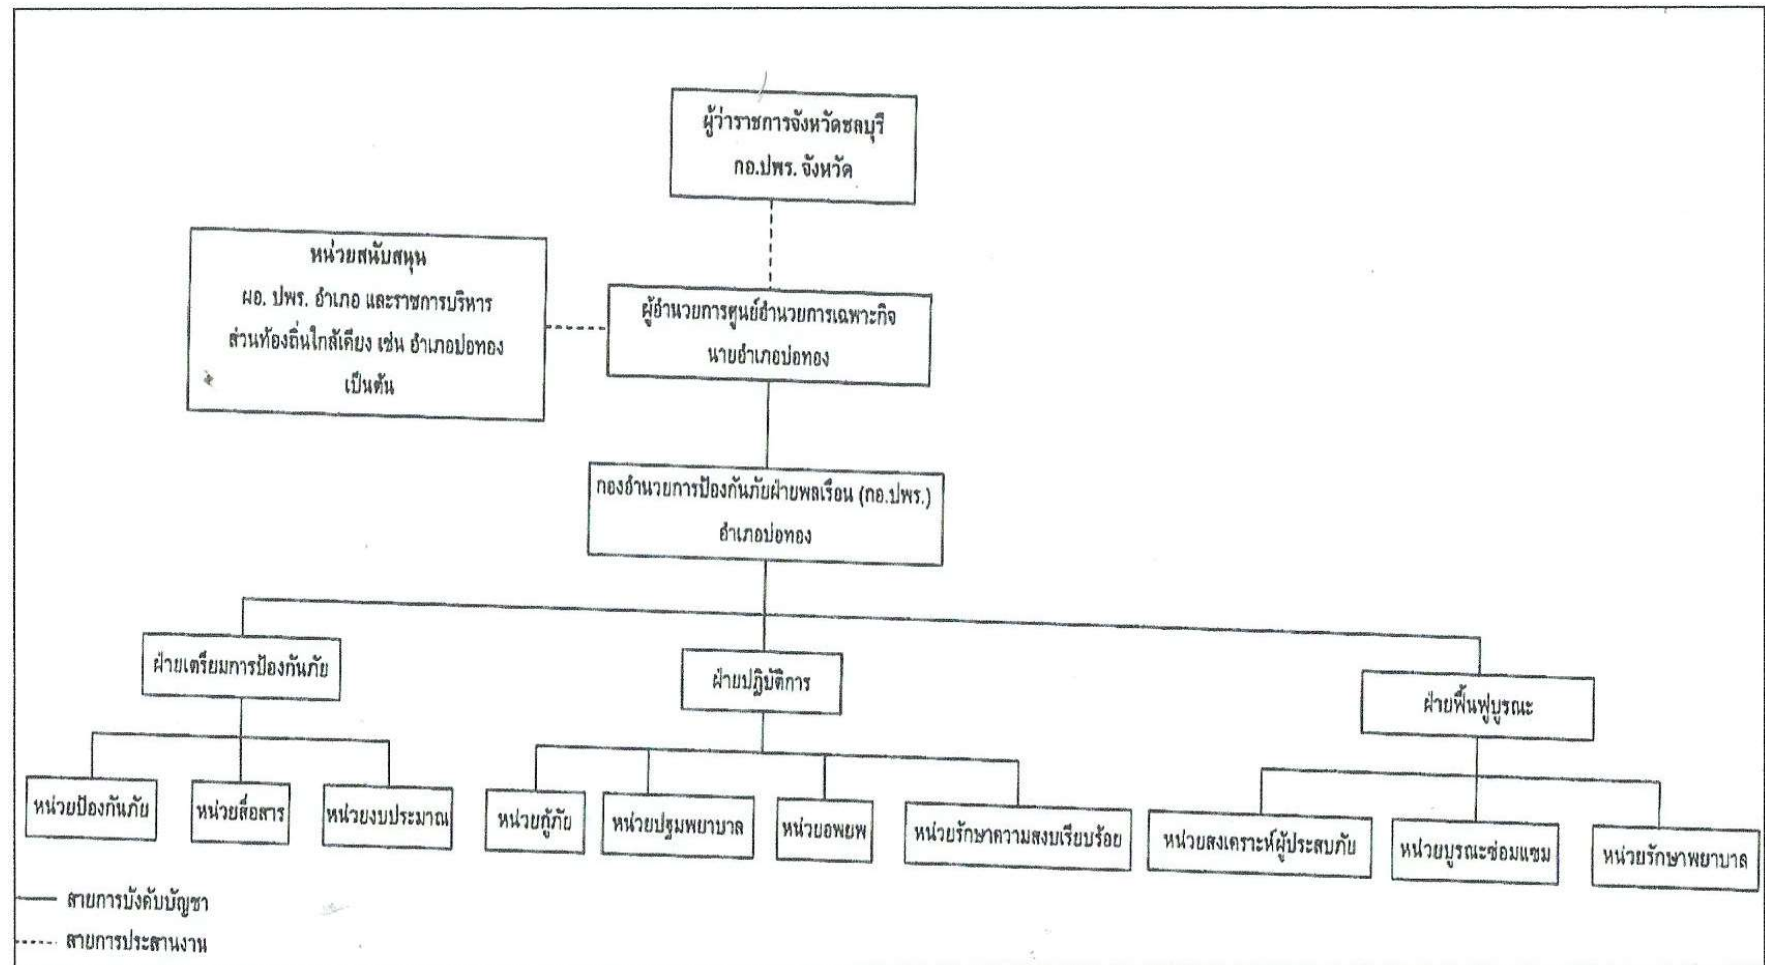 ผู้ว่าราชการจังหวัดชลบุรี
กอ.ปพร. จังหวัด
หน่วยสนับสนุน
ผอ. ปพร. อำเภอ และราชการบริหาร
ส่วนท้องถิ่นใกล้เคียง เช่น อำเภอบ่อทอง
เป็นต้น
ผู้อำนวยการศูนย์อำนวยการเฉพาะกิจ
นายอำเภอบ่อทอง
กองอำนวยการป้องกันภัยฝ่ายพลเรือน (กอ.ปพร.)
อำเภอบ่อทอง
ฝ่ายเตรียมการป้องกันภัย
ฝ่ายปฏิบัติการ
ฝ่ายฟื้นฟูบูรณะ
หน่วยป้องกันภัย
หน่วยสื่อสาร
หน่วยงบประมาณ
หน่วยกู้ภัย
หน่วยปฐมพยาบาล
หน่วยอพยพ
หน่วยรักษาความสงบเรียบร้อย
หน่วยสงเคราะห์ผู้ประสบภัย
หน่วยบูรณะซ่อมแซม
หน่วยรักษาพยาบาล
สายการบังคับบัญชา
สายการประสานงาน